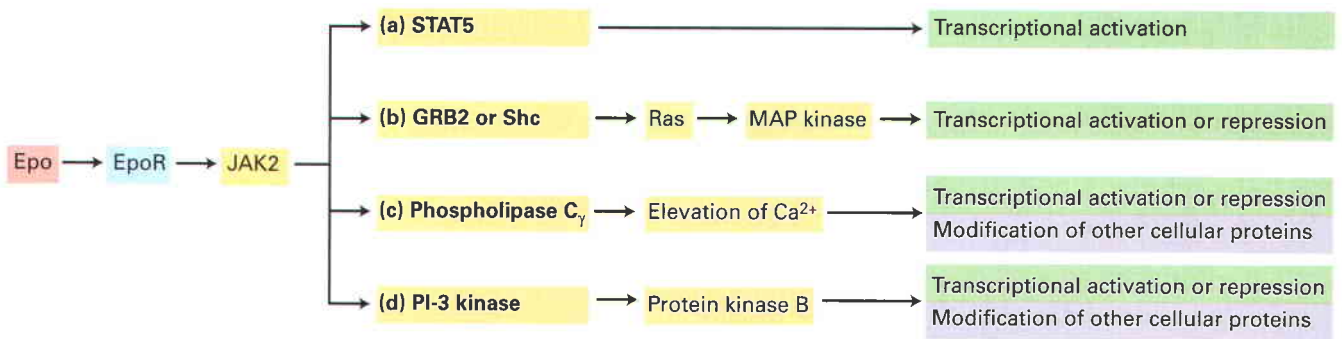 (a) STAT5 Transcriptional activation
(b) GRB2 or Shc Ras MAP kinase Transcriptional activation or repression
Epo EpoR JAK2
(c) Phospholipase Cγ Elevation of Ca²⁺ Transcriptional activation or repression
Modification of other cellular proteins
(d) PI-3 kinase Protein kinase B Transcriptional activation or repression
Modification of other cellular proteins